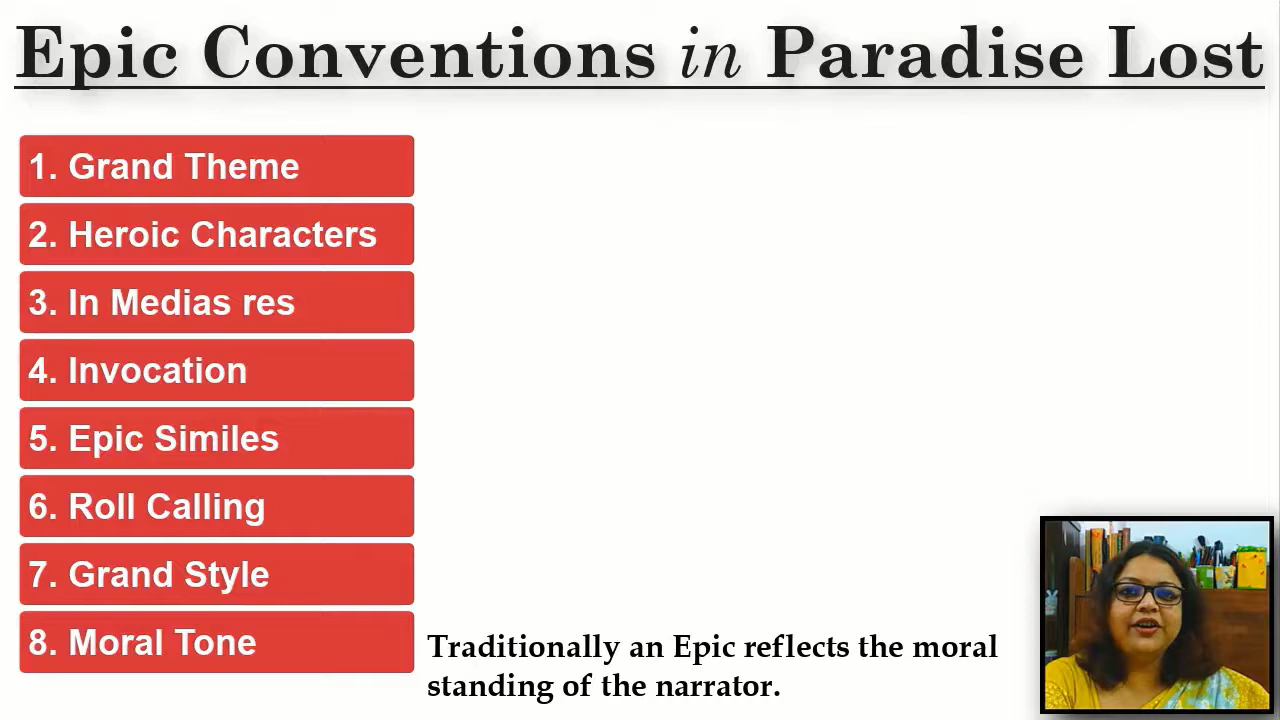 Epic Conventions in Paradise Lost
1. Grand Theme
2. Heroic Characters
3. In Medias res
4. Invocation
5. Epic Similes
6. Roll Calling
7. Grand Style
8. Moral Tone
Traditionally an Epic reflects the moral
standing of the narrator.